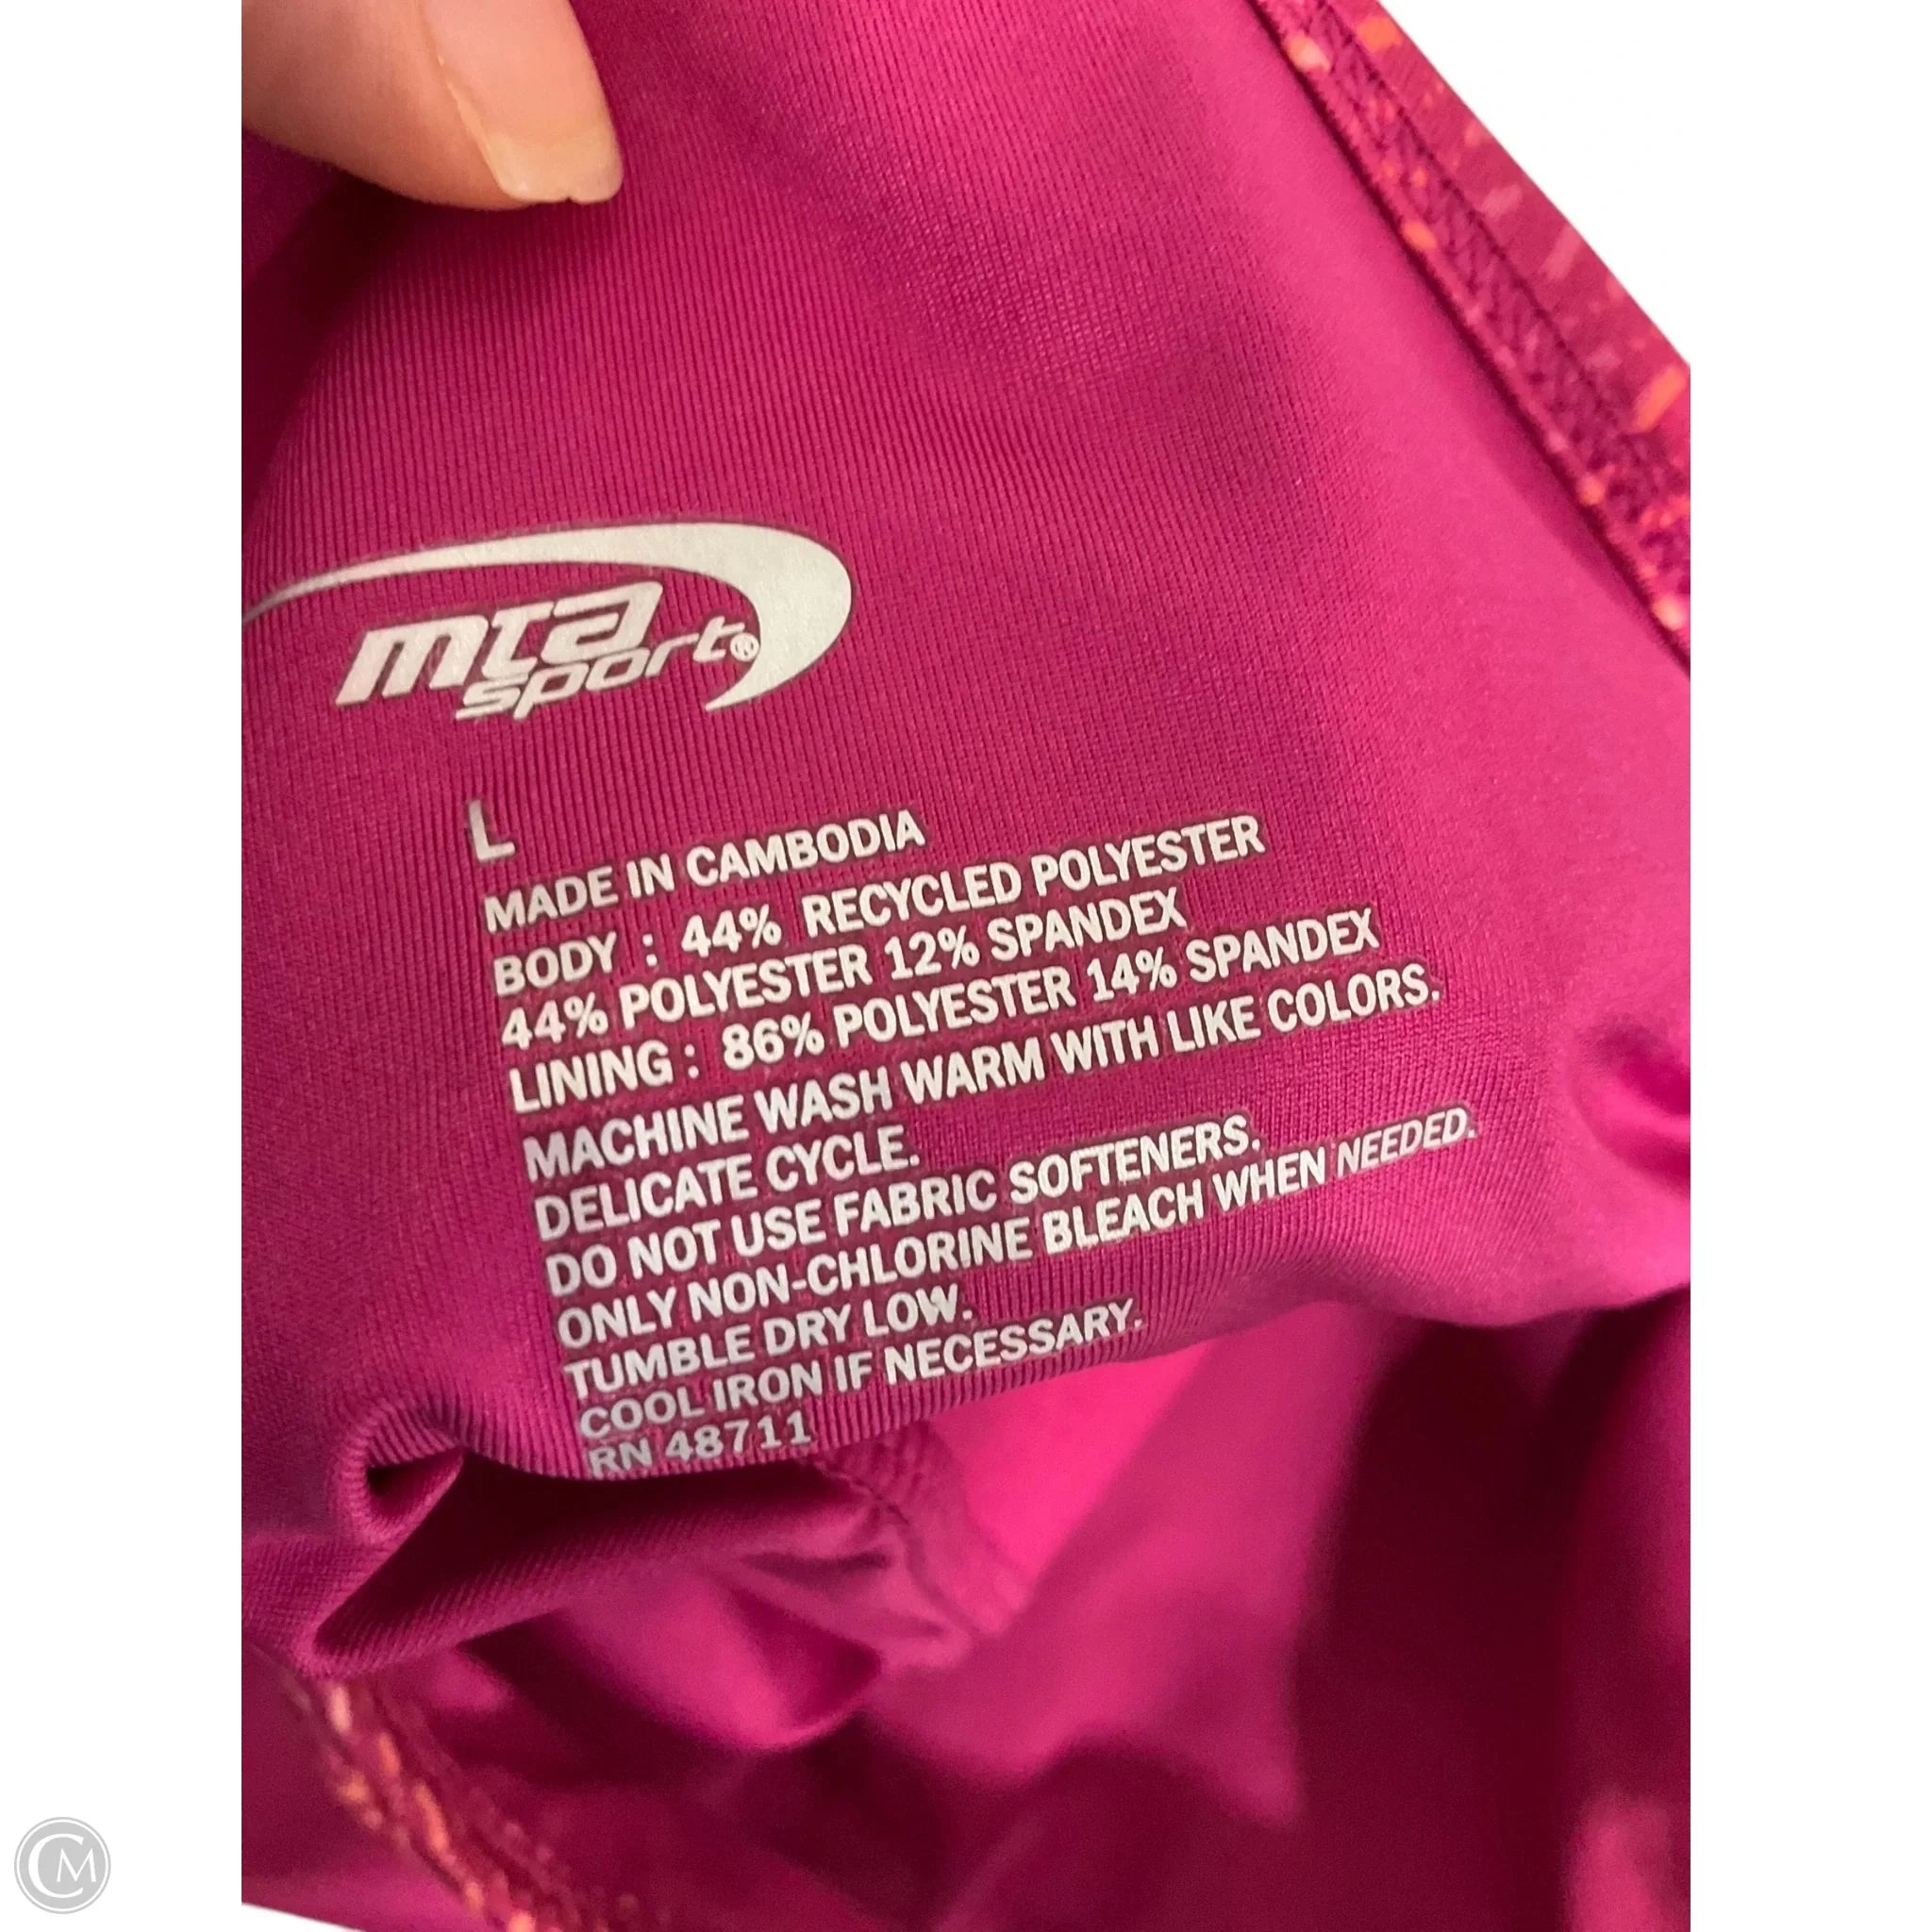 mta
sport®
L
MADE IN CAMBODIA
BODY : 44% RECYCLED POLYESTER
44% POLYESTER 12% SPANDEX
LINING : 86% POLYESTER 14% SPANDEX
MACHINE WASH WARM WITH LIKE COLORS.
DELICATE CYCLE.
DO NOT USE FABRIC SOFTENERS.
ONLY NON-CHLORINE BLEACH WHEN NEEDED.
TUMBLE DRY LOW.
COOL IRON IF NECESSARY.
RN 48711
CM